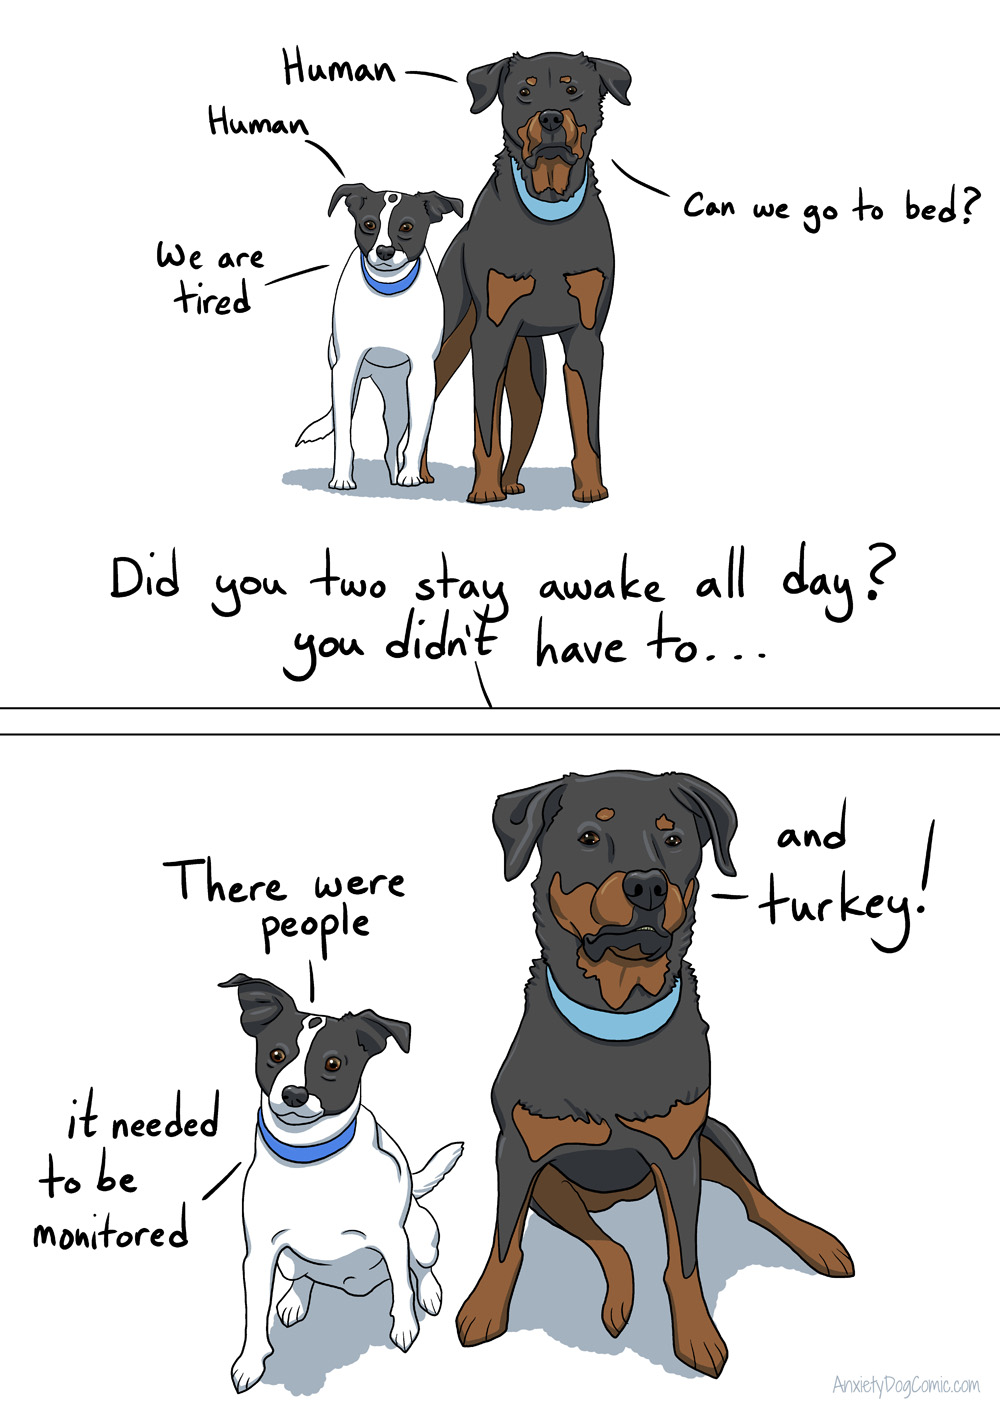 Human
Human
We are
tired
Can we go to bed?
Did you two stay awake all day?
you didn't have to...
There were
people
it needed
to be
monitored
and
turkey!
AnxietyDogComic.com